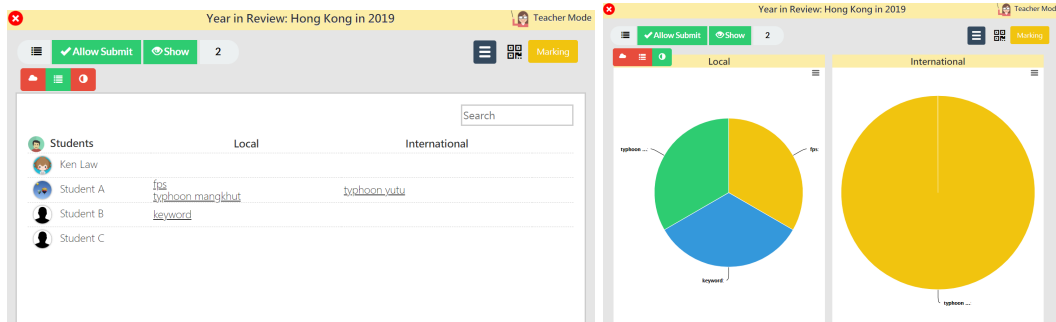 Year in Review: Hong Kong in 2019
Teacher Mode
Allow Submit
Show
2
Marking
Search
Students Local International
Ken Law
Student A
fps
typhoon mangkhut
typhoon yutu
Student B
keyword
Student C
Year in Review: Hong Kong in 2019
Teacher Mod
Allow Submit
Show
2
Marking
Local
International
typhoon ...
fps
keyword
typhoon ...